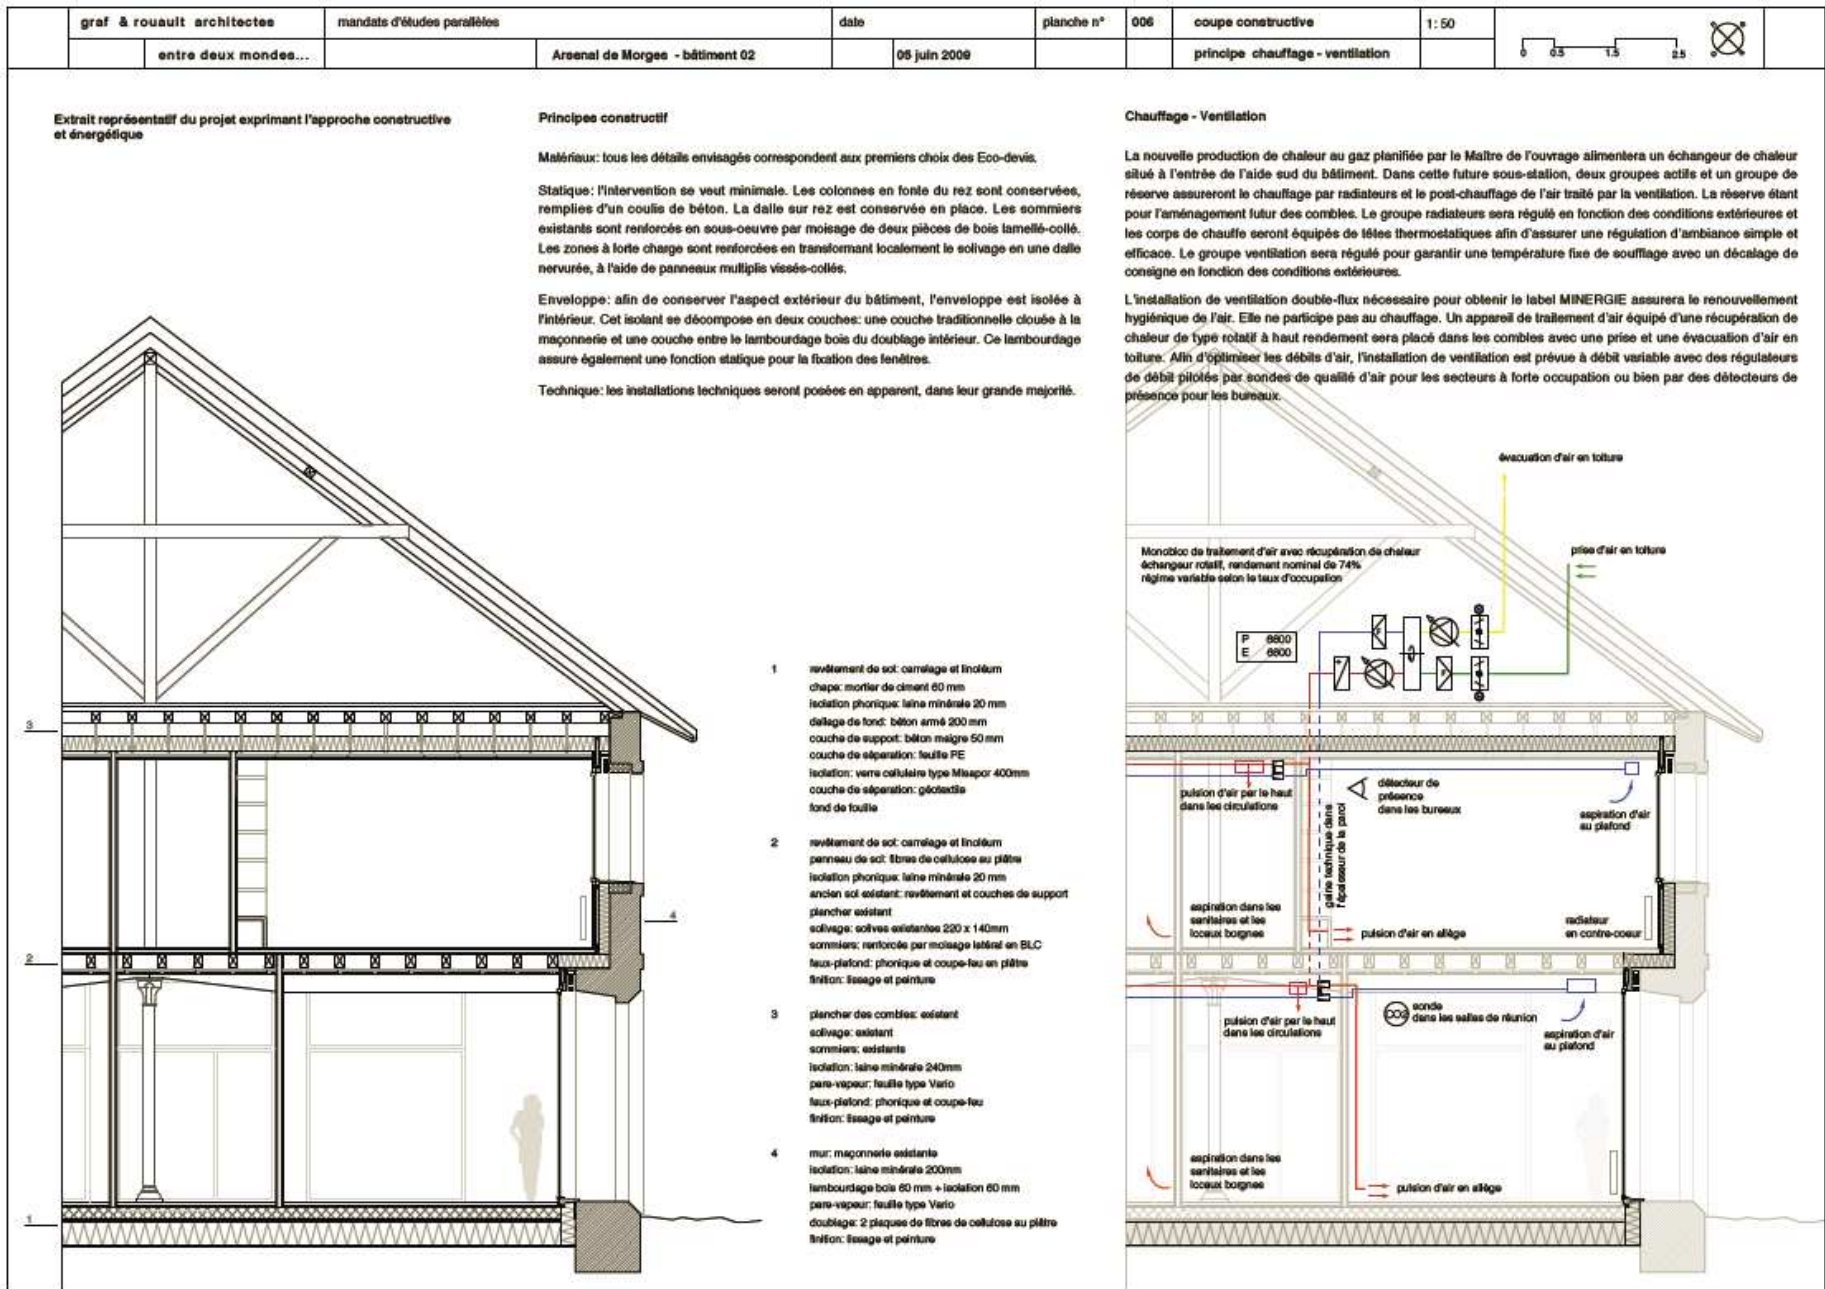 graf & rouault architectes
mandats d'études parallèles
date
planche n°
006
coupe constructive
1:50
entre deux mondes...
Arsenal de Morges - bâtiment 02
05 juin 2009
principe chauffage - ventilation
0 0.5 1.5 2.5
Extrait représentatif du projet exprimant l'approche constructive
et énergétique
Principes constructif
Matériaux: tous les détails envisagés correspondent aux premiers choix des Eco-devis.
Statique: l'intervention se veut minimale. Les colonnes en fonte du rez sont conservées,
remplies d'un coulis de béton. La dalle sur rez est conservée en place. Les sommiers
existants sont renforcés en sous-oeuvre par moisage de deux pièces de bois lamellé-collé.
Les zones à forte charge sont renforcées en transformant localement le solivage en une dalle
nervurée, à l'aide de panneaux multiplis vissés-collés.
Enveloppe: afin de conserver l'aspect extérieur du bâtiment, l'enveloppe est isolée à
l'intérieur. Cet isolant se décompose en deux couches: une couche traditionnelle clouée à la
maçonnerie et une couche entre le lambourdage bois du doublage intérieur. Ce lambourdage
assure également une fonction statique pour la fixation des fenêtres.
Technique: les installations techniques seront posées en apparent, dans leur grande majorité.
Chauffage - Ventilation
La nouvelle production de chaleur au gaz planifiée par le Maître de l'ouvrage alimentera un échangeur de chaleur
situé à l'entrée de l'aide sud du bâtiment. Dans cette future sous-station, deux groupes actifs et un groupe de
réserve assureront le chauffage par radiateurs et le post-chauffage de l'air traité par la ventilation. La réserve étant
pour l'aménagement futur des combles. Le groupe radiateurs sera régulé en fonction des conditions extérieures et
les corps de chauffe seront équipés de têtes thermostatiques afin d'assurer une régulation d'ambiance simple et
efficace. Le groupe ventilation sera régulé pour garantir une température fixe de soufflage avec un décalage de
consigne en fonction des conditions extérieures.
L'installation de ventilation double-flux nécessaire pour obtenir le label MINERGIE assurera le renouvellement
hygiénique de l'air. Elle ne participe pas au chauffage. Un appareil de traitement d'air équipé d'une récupération de
chaleur de type rotatif à haut rendement sera placé dans les combles avec une prise et une évacuation d'air en
toiture. Afin d'optimiser les débits d'air, l'installation de ventilation est prévue à débit variable avec des régulateurs
de débit pilotés par sondes de qualité d'air pour les secteurs à forte occupation ou bien par des détecteurs de
présence pour les bureaux.
3
2
1
4
1 revêtement de sol: carrelage et linoléum
chape: mortier de ciment 60 mm
isolation phonique: laine minérale 20 mm
dallage de fond: béton armé 200 mm
couche de support: béton maigre 50 mm
couche de séparation: feuille PE
isolation: verre cellulaire type Misapor 400mm
couche de séparation: géotextile
fond de fouille
2 revêtement de sol: carrelage et linoléum
panneau de sol: fibres de cellulose au plâtre
isolation phonique: laine minérale 20 mm
ancien sol existant: revêtement et couches de support
plancher existant
solivage: solives existantes 220 x 140mm
sommiers: renforcés par moisage latéral en BLC
faux-plafond: phonique et coupe-feu en plâtre
finition: lissage et peinture
3 plancher des combles: existant
solivage: existant
sommiers: existants
isolation: laine minérale 240mm
pare-vapeur: feuille type Vario
faux-plafond: phonique et coupe-feu
finition: lissage et peinture
4 mur: maçonnerie existante
isolation: laine minérale 200mm
lambourdage bois 60 mm + isolation 60 mm
pare-vapeur: feuille type Vario
doublage: 2 plaques de fibres de cellulose au plâtre
finition: lissage et peinture
évacuation d'air en toiture
Monobloc de traitement d'air avec récupération de chaleur
échangeur rotatif, rendement nominal de 74%
régime variable selon le taux d'occupation
prise d'air en toiture
P 6800
E 6800
pulsion d'air par le haut
dans les circulations
gaine technique dans
l'épaisseur de la paroi
détecteur de
présence
dans les bureaux
aspiration d'air
au plafond
aspiration dans les
sanitaires et les
locaux borgnes
pulsion d'air en allège
radiateur
en contre-coeur
pulsion d'air par le haut
dans les circulations
CO2
sonde
dans les salles de réunion
aspiration d'air
au plafond
aspiration dans les
sanitaires et les
locaux borgnes
pulsion d'air en allège